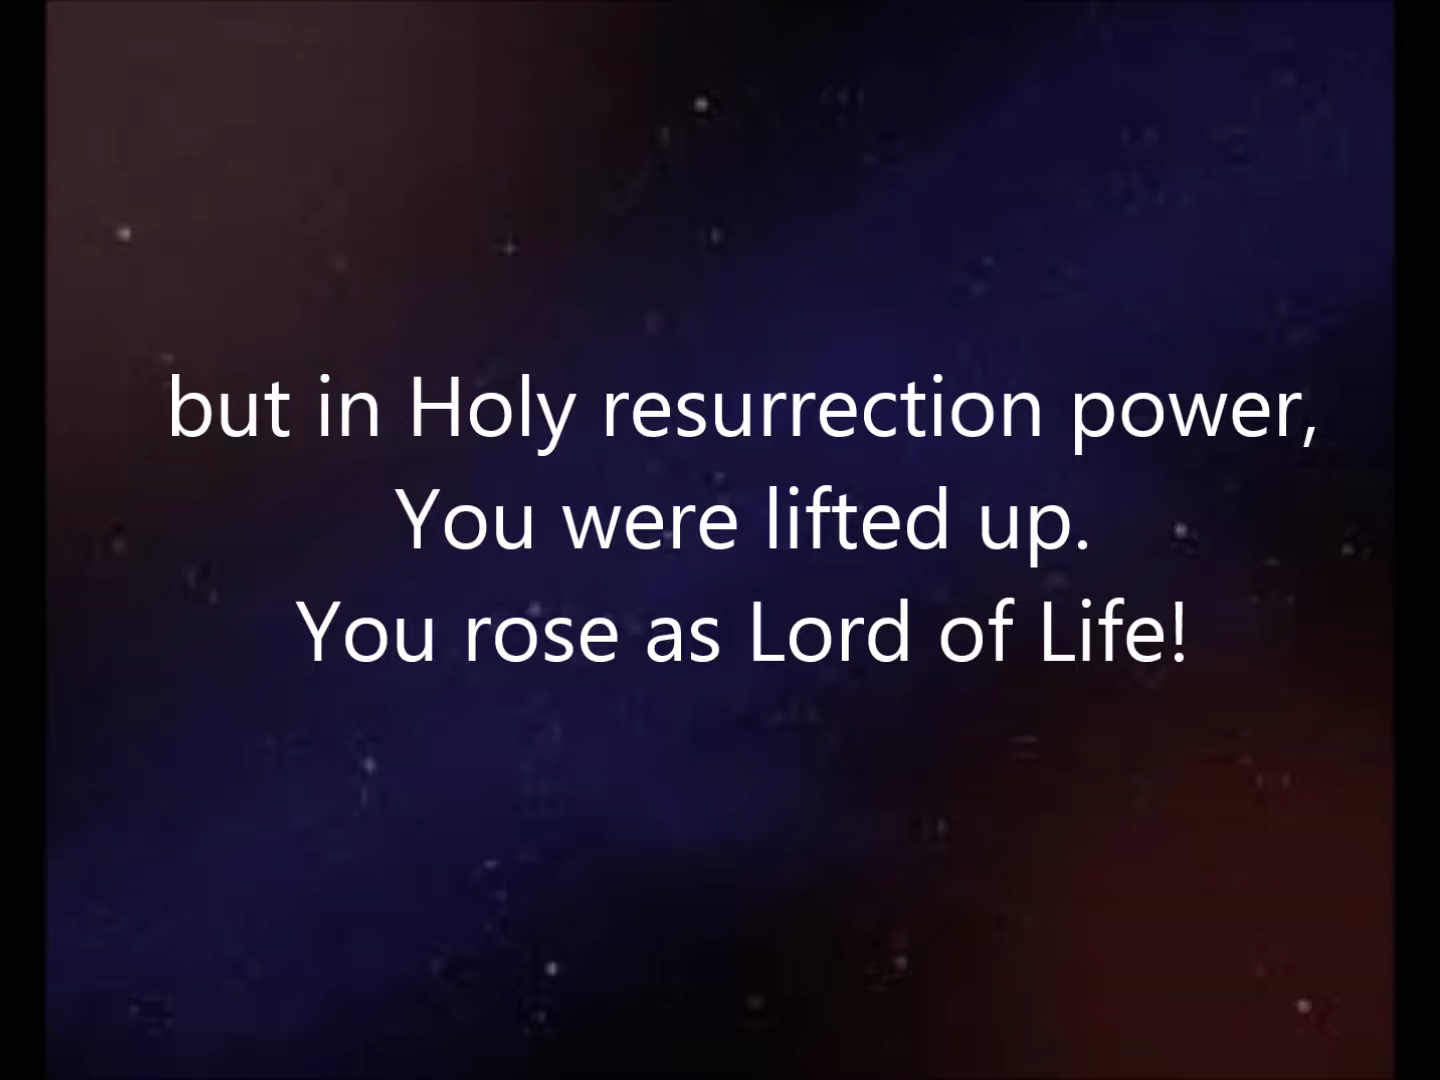 but in Holy resurrection power,
You were lifted up.
You rose as Lord of Life!